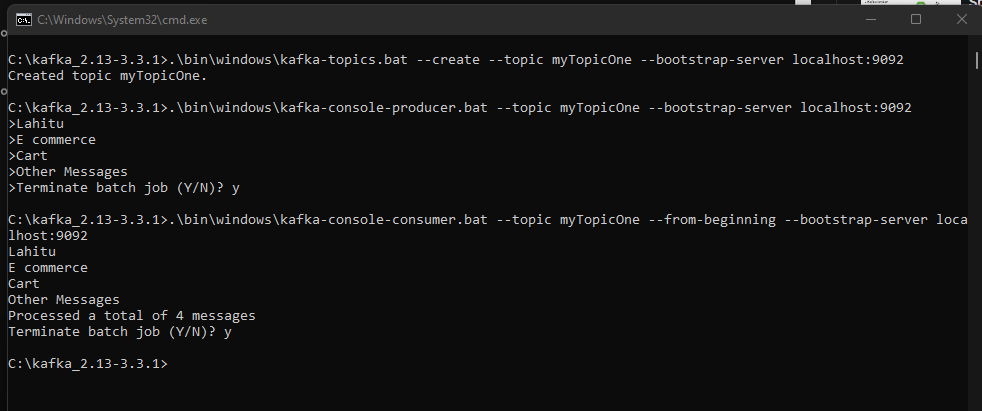 C:\Windows\System32\cmd.exe
C:\kafka_2.13-3.3.1>.\bin\windows\kafka-topics.bat --create --topic myTopicOne --bootstrap-server localhost:9092
Created topic myTopicOne.
C:\kafka_2.13-3.3.1>.\bin\windows\kafka-console-producer.bat --topic myTopicOne --bootstrap-server localhost:9092
>Lahitu
>E commerce
>Cart
>Other Messages
>Terminate batch job (Y/N)? y
C:\kafka_2.13-3.3.1>.\bin\windows\kafka-console-consumer.bat --topic myTopicOne --from-beginning --bootstrap-server loca
lhost:9092
Lahitu
E commerce
Cart
Other Messages
Processed a total of 4 messages
Terminate batch job (Y/N)? y
C:\kafka_2.13-3.3.1>